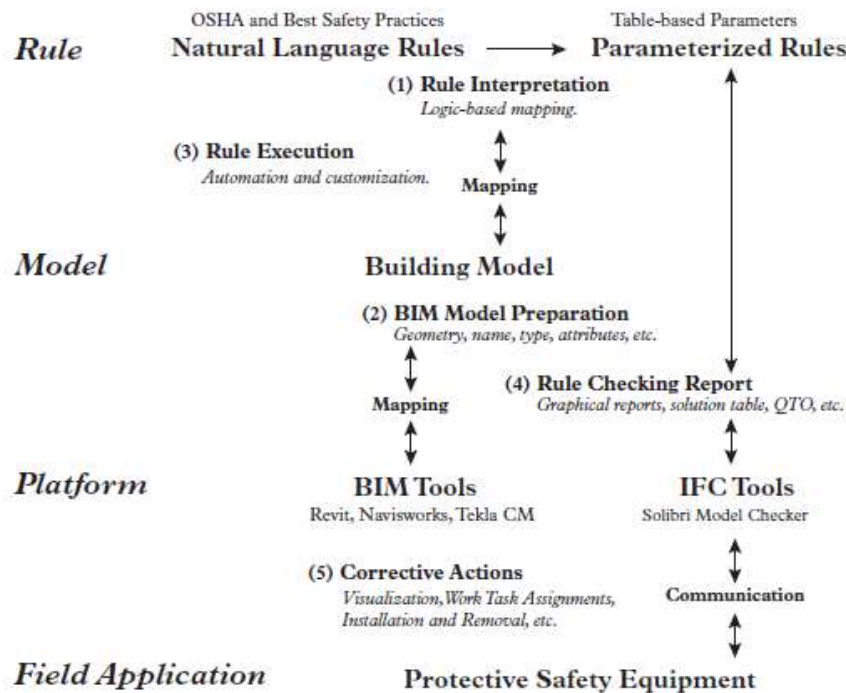 OSHA and Best Safety Practices
Table-based Parameters
Rule
Natural Language Rules
Parameterized Rules
(1) Rule Interpretation
Logic-based mapping.
(3) Rule Execution
Automation and customization.
Mapping
Model
Building Model
(2) BIM Model Preparation
Geometry, name, type, attributes, etc.
(4) Rule Checking Report
Graphical reports, solution table, QTO, etc.
Mapping
Platform
BIM Tools
IFC Tools
Revit, Navisworks, Tekla CM
Solibri Model Checker
(5) Corrective Actions
Visualization, Work Task Assignments,
Installation and Removal, etc.
Communication
Field Application
Protective Safety Equipment